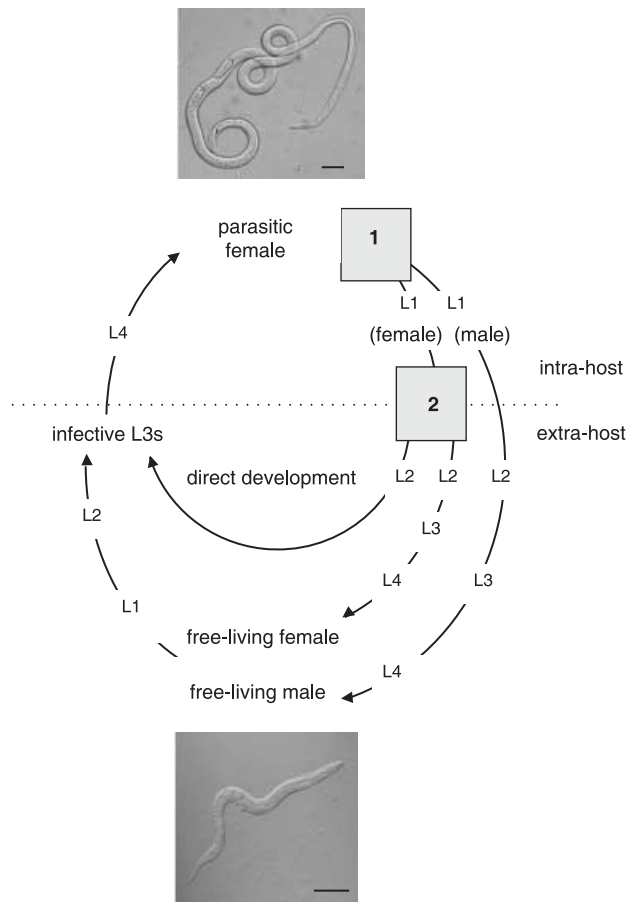 parasitic
female
1
L1 L1
(female) (male)
L4
intra-host
2
infective L3s
extra-host
direct development
L2 L2 L2
L2
L3
L4 L3
L1
free-living female
L4
free-living male